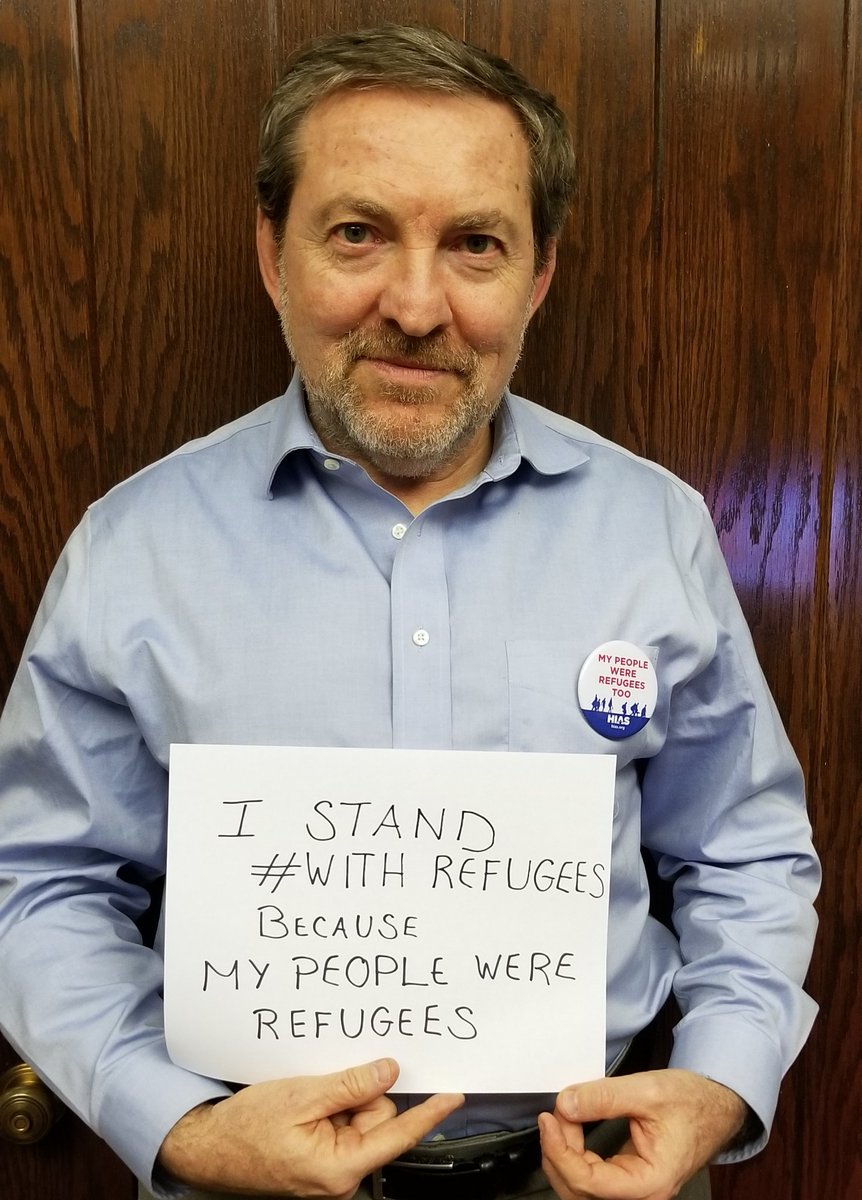 MY PEOPLE
WERE
REFUGEES
TOO
HIAS
hias.org
I STAND
#WITH REFUGEES
BECAUSE
MY PEOPLE WERE
REFUGEES